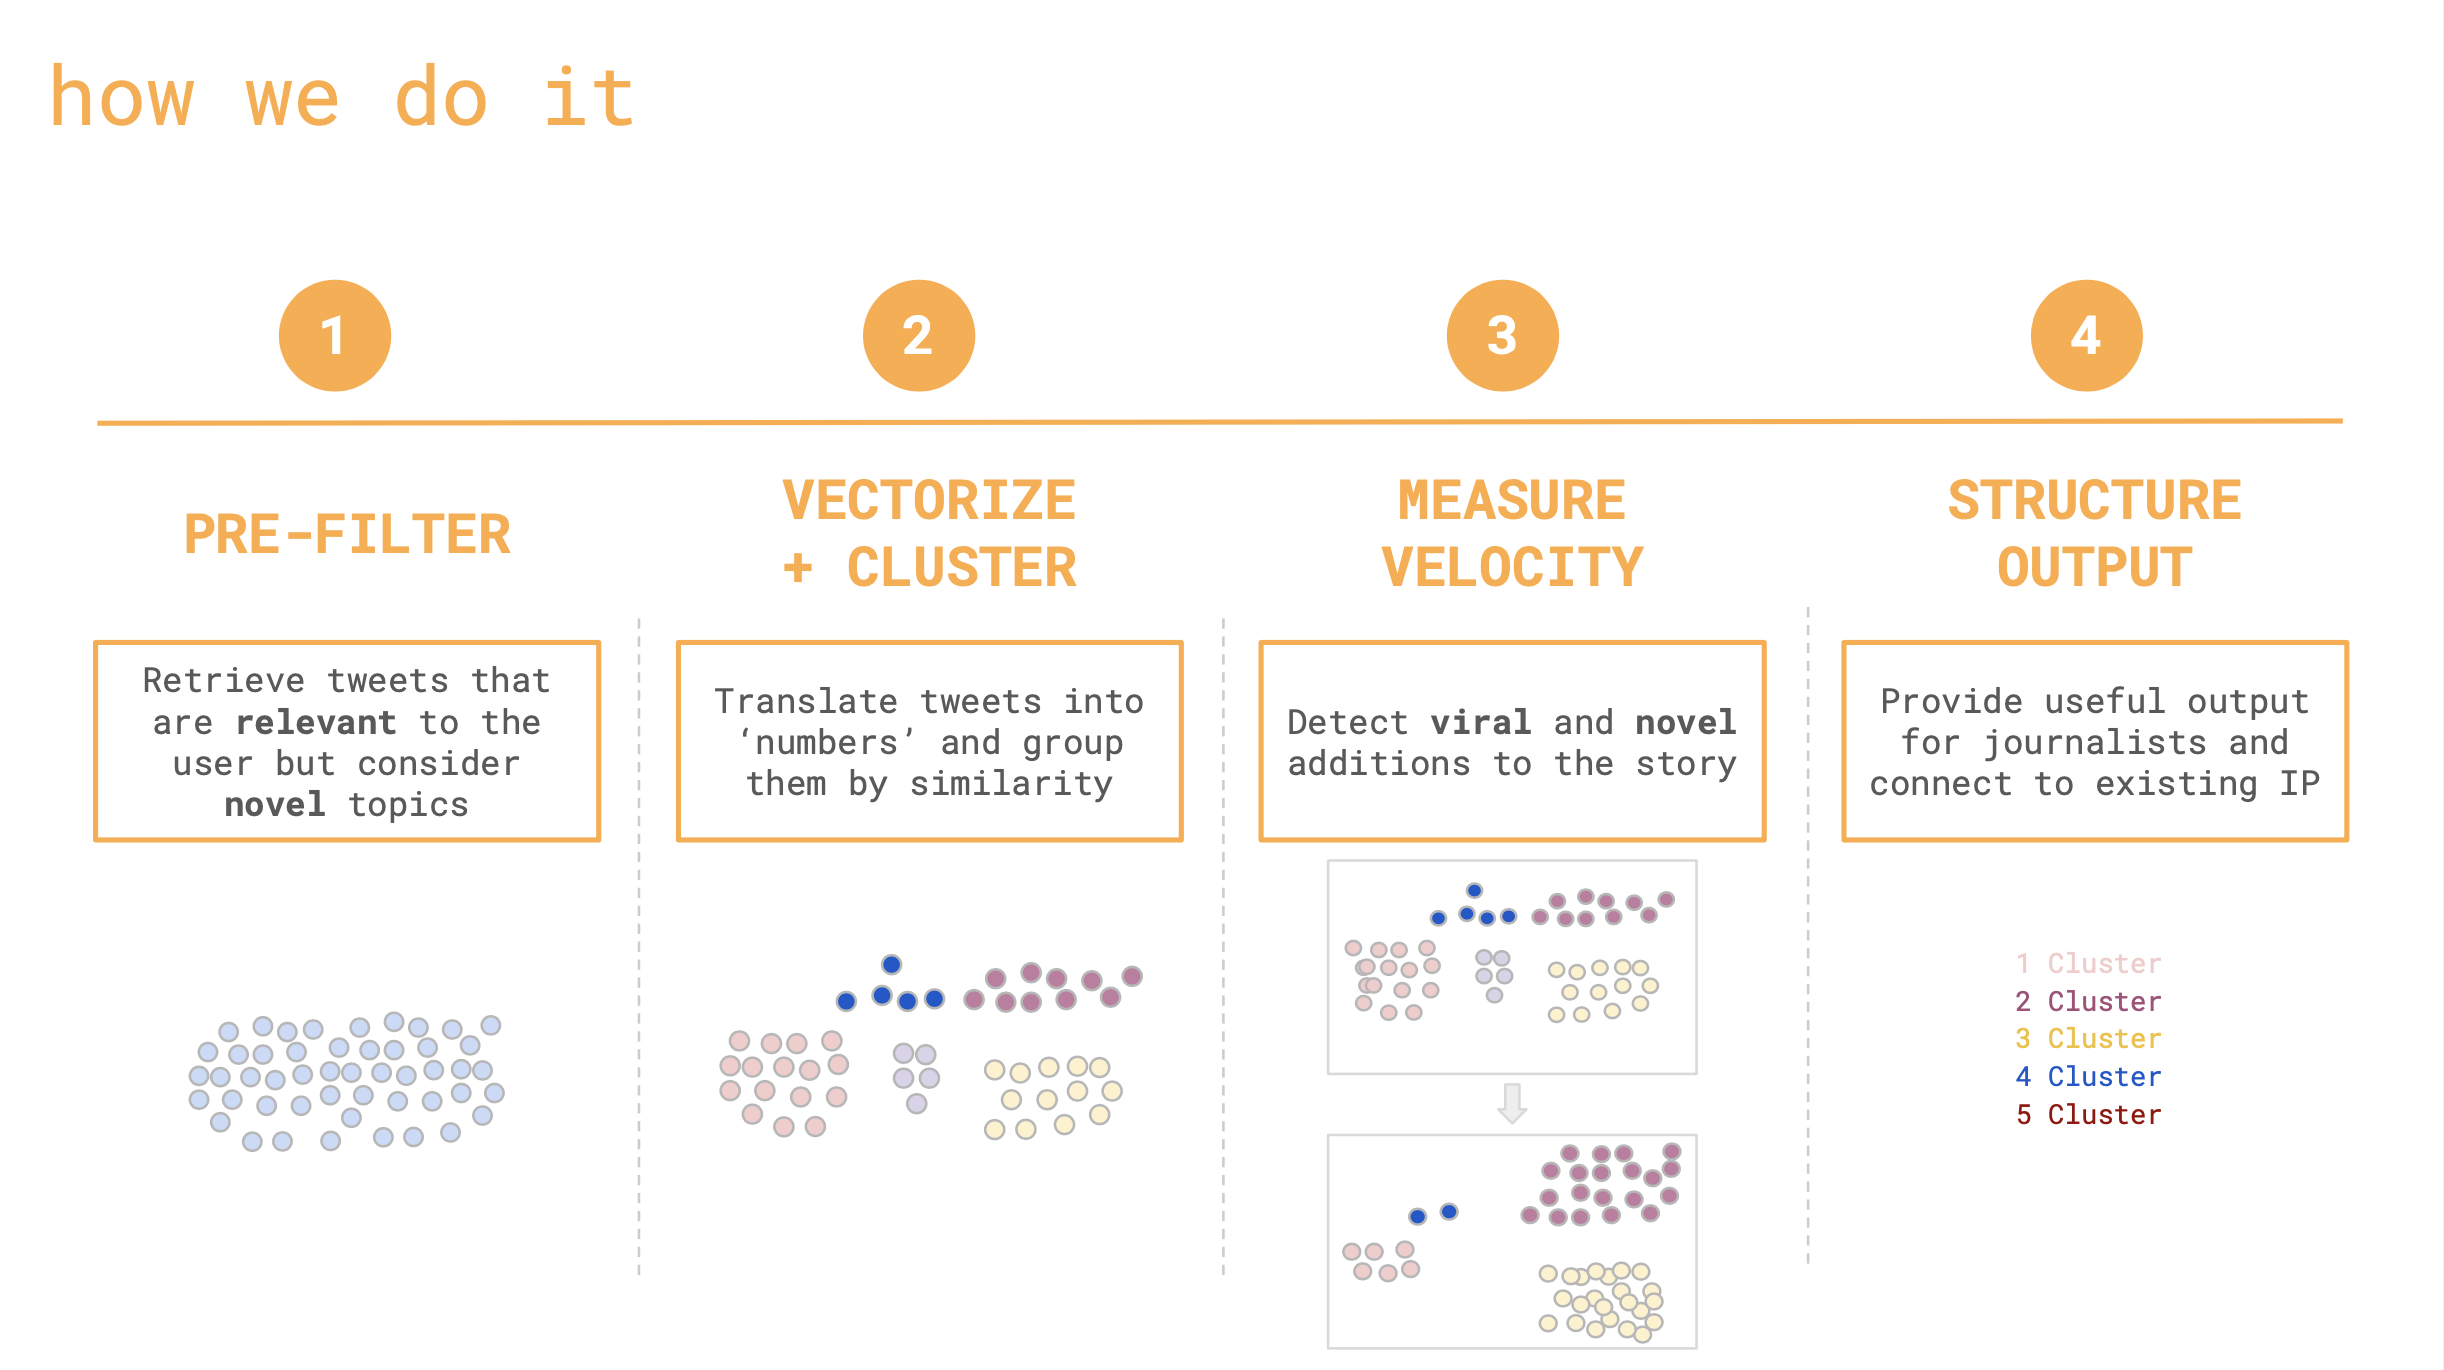 how we do it
1
2
3
4
PRE-FILTER
VECTORIZE
+ CLUSTER
MEASURE
VELOCITY
STRUCTURE
OUTPUT
Retrieve tweets that
are relevant to the
user but consider
novel topics
Translate tweets into
‘numbers’ and group
them by similarity
Detect viral and novel
additions to the story
Provide useful output
for journalists and
connect to existing IP
1 Cluster
2 Cluster
3 Cluster
4 Cluster
5 Cluster